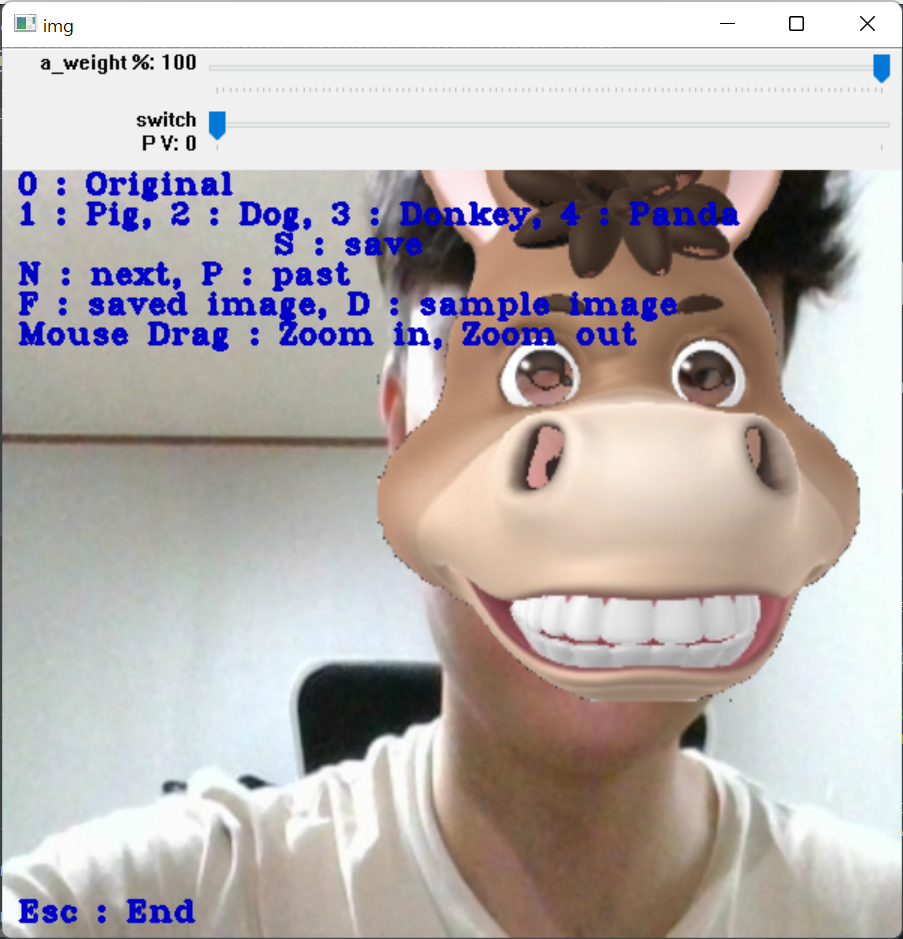 img
a_weight %: 100
switch
P V: 0
0 : Original
1 : Pig, 2 : Dog, 3 : Donkey, 4 : Panda
S : save
N : next, P : past
F : saved image, D : sample image
Mouse Drag : Zoom in, Zoom out
Esc : End